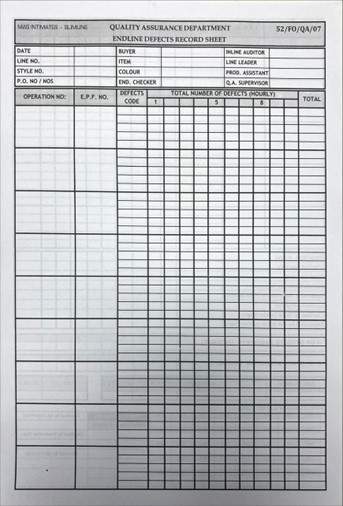 MAS INTIMATES - SLIMLINE QUALITY ASSURANCE DEPARTMENT S2/FO/QA/07
ENDLINE DEFECTS RECORD SHEET
DATE BUYER INLINE AUDITOR
LINE NO. ITEM LINE LEADER
STYLE NO. COLOUR PROD. ASSISTANT
P.O. NO / NOS END. CHECKER Q.A. SUPERVISOR
OPERATION NO: E.P.F. NO. DEFECTS CODE TOTAL NUMBER OF DEFECTS (HOURLY) TOTAL
1 5 8